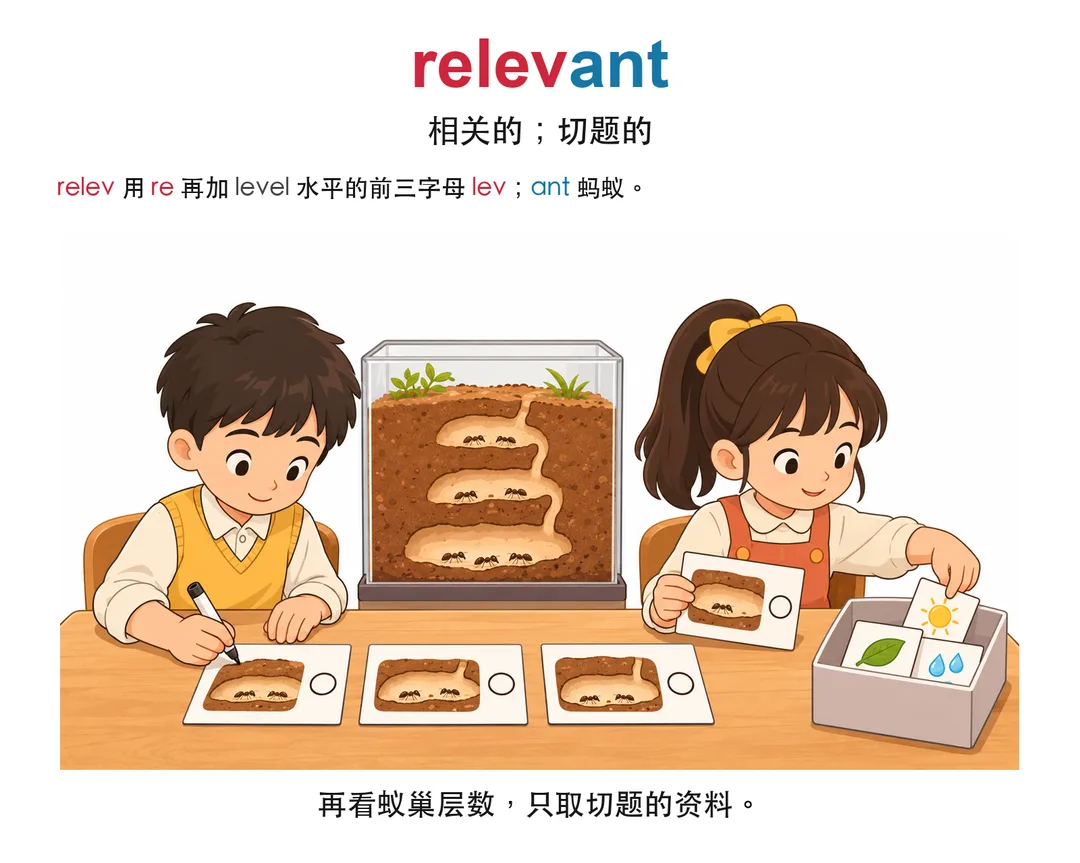 relevant
相关的；切题的
relev 用 re 再加 level 水平的前三字母 lev；ant 蚂蚁。
再看蚁巢层数，只取切题的资料。